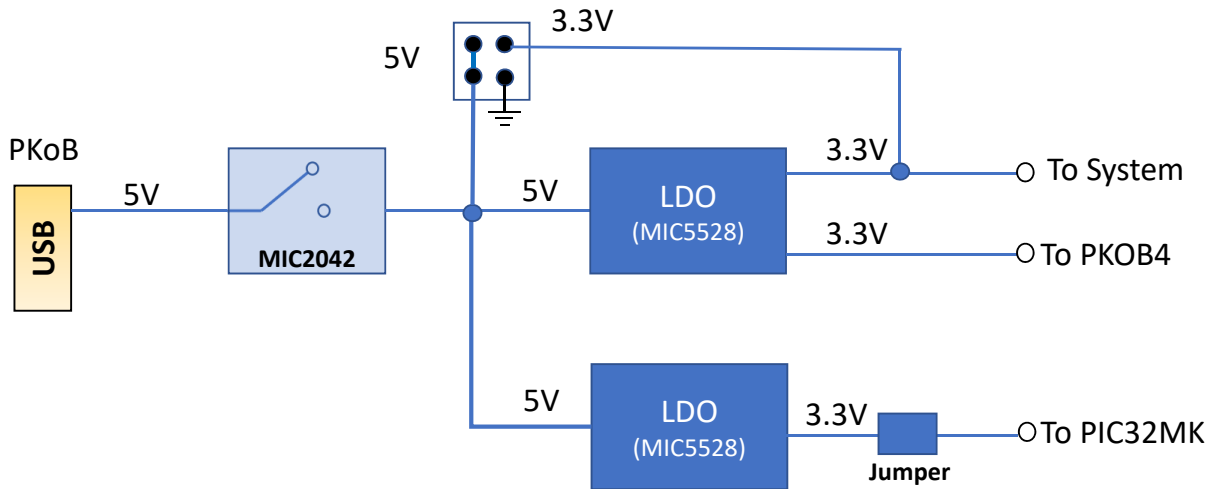 3.3V
5V
PKoB
USB
5V
MIC2042
5V
LDO
(MIC5528)
3.3V
To System
3.3V
To PKOB4
5V
LDO
(MIC5528)
3.3V
Jumper
To PIC32MK